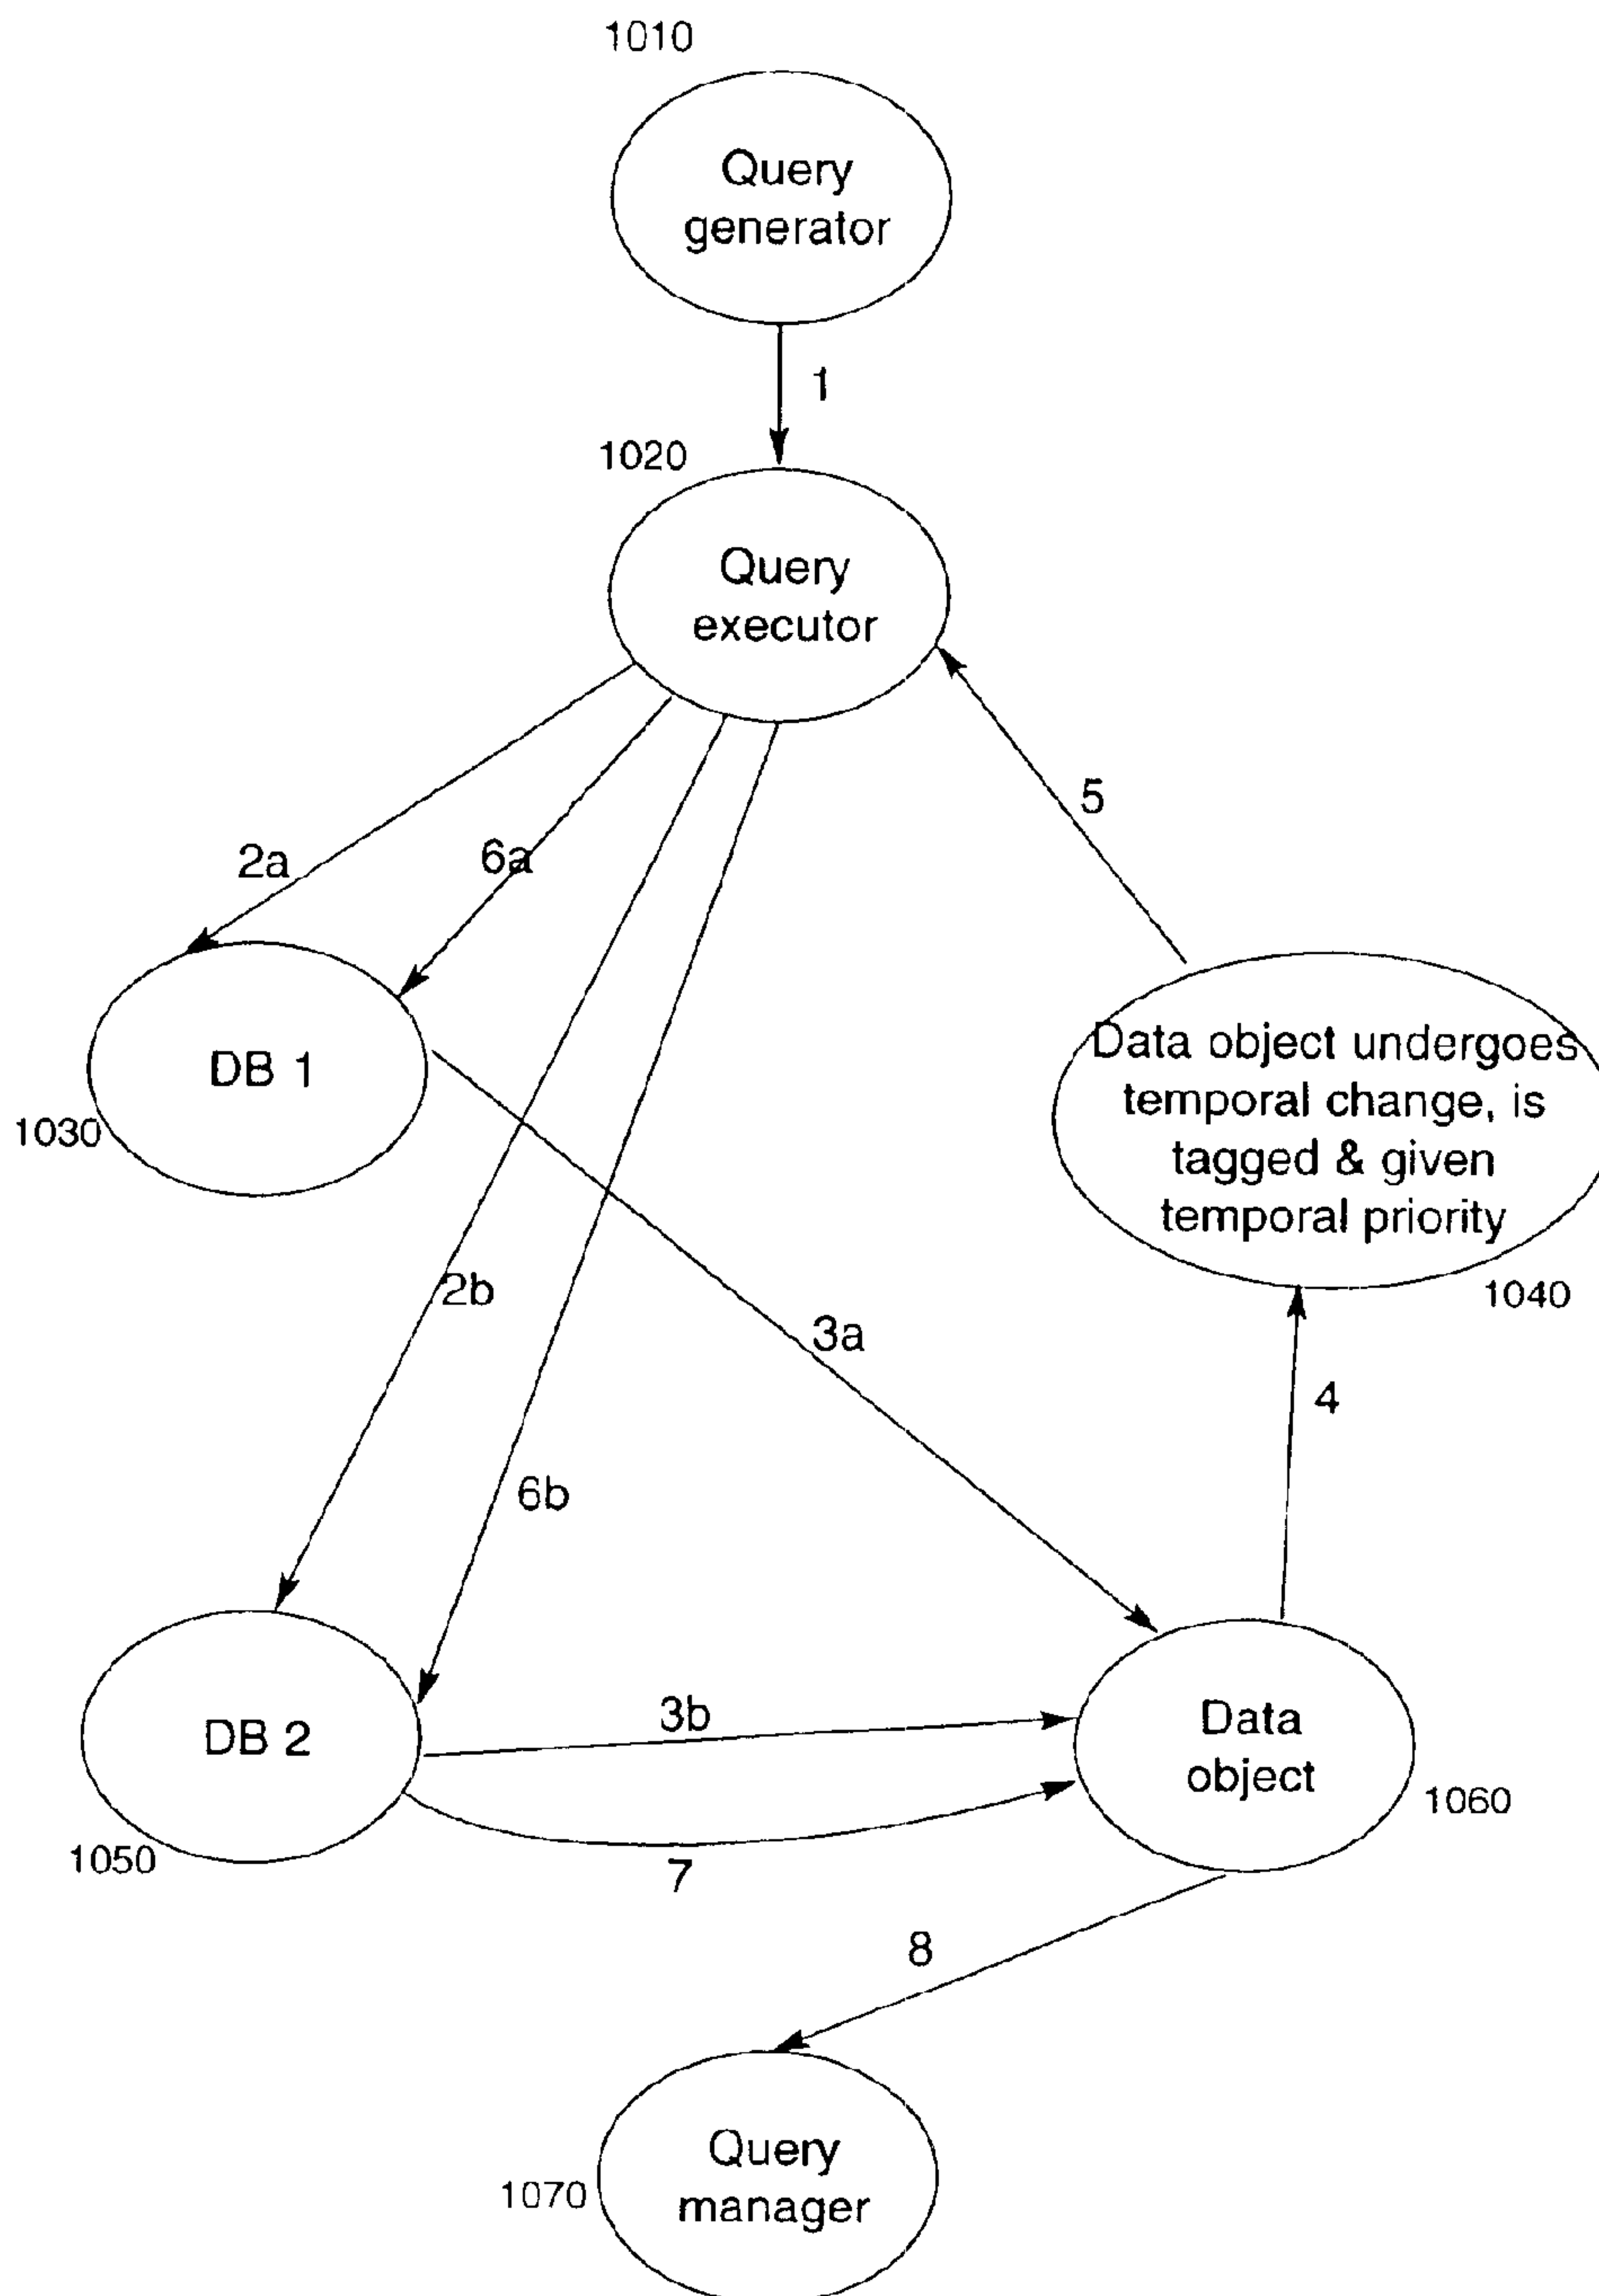 1010
Query
generator
1
1020
Query
executor
5
2a
6a
Data object undergoes
temporal change, is
tagged & given
temporal priority
DB 1
1030
1040
2b
3a
4
6b
3b
DB 2
Data
object
1060
1050
7
8
Query
manager
1070